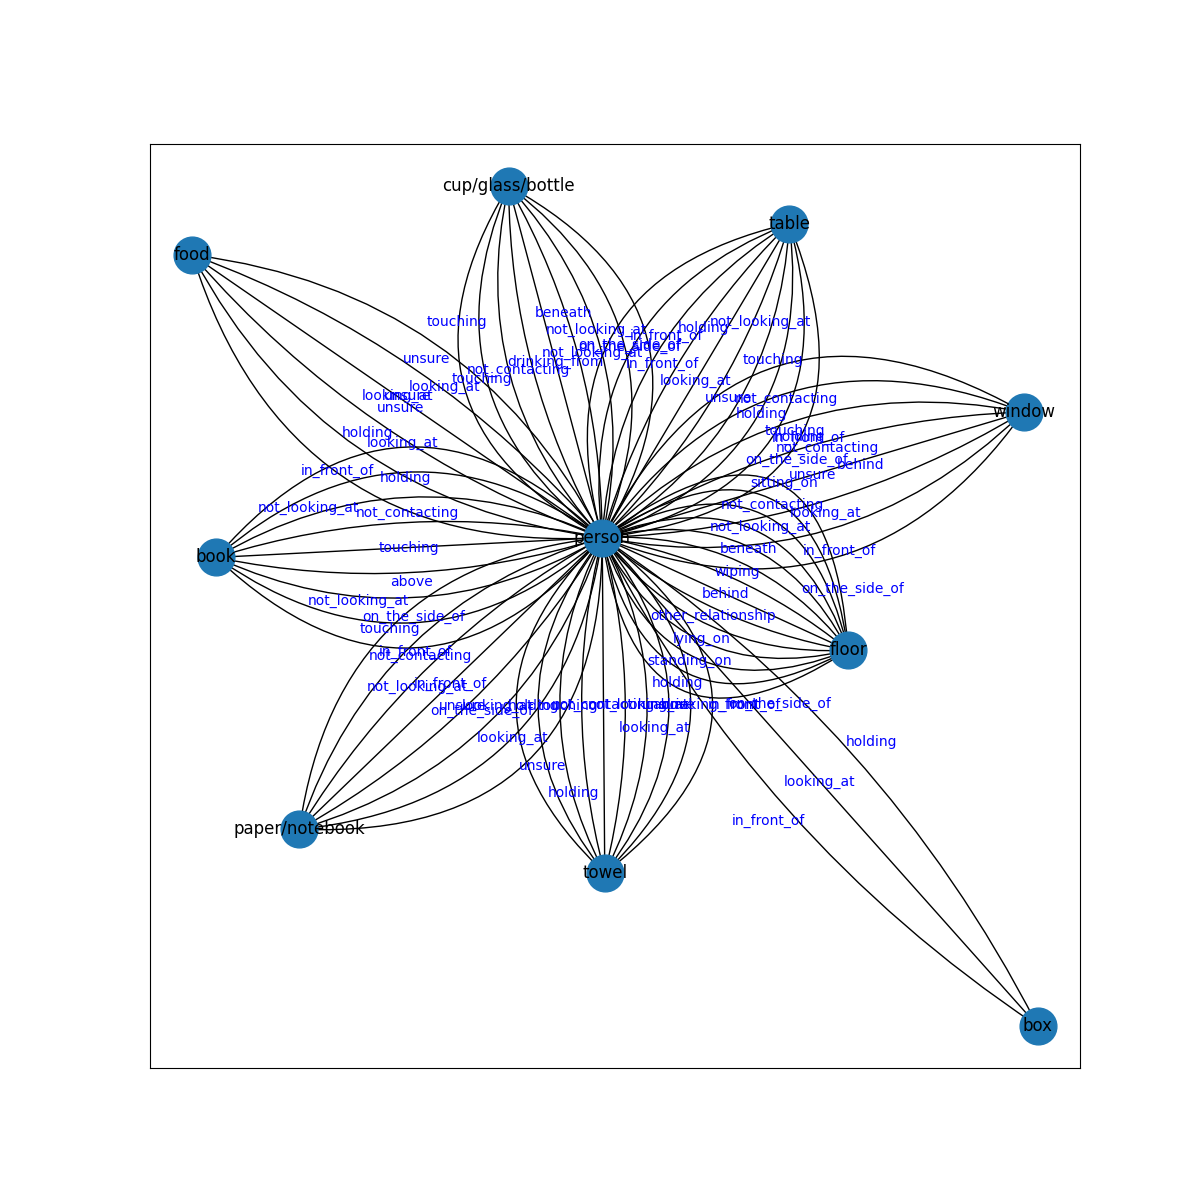 cup/glass/bottle
table
food
beneath
touching
not_looking_at
holding
not_looking_at
in_front_of
on_the_side_of
not_looking_at
unsure
drinking_from
in_front_of
touching
not_contacting
touching
looking_at
looking_at
looking_at
unsure
unsure
not_contacting
unsure
holding
window
holding
looking_at
touching
in_front_of
not_contacting
on_the_side_of
behind
in_front_of
holding
unsure
sitting_on
not_looking_at
not_contacting
not_contacting
looking_at
not_looking_at
person
touching
beneath
in_front_of
book
wiping
above
behind
on_the_side_of
not_looking_at
on_the_side_of
other_relationship
touching
lying_on
floor
in_front_of
not_contacting
standing_on
not_looking_at
in_front_of
holding
on_the_side_of
on_the_side_of
looking_at
looking_at
holding
unsure
looking_at
holding
in_front_of
paper/notebook
towel
box